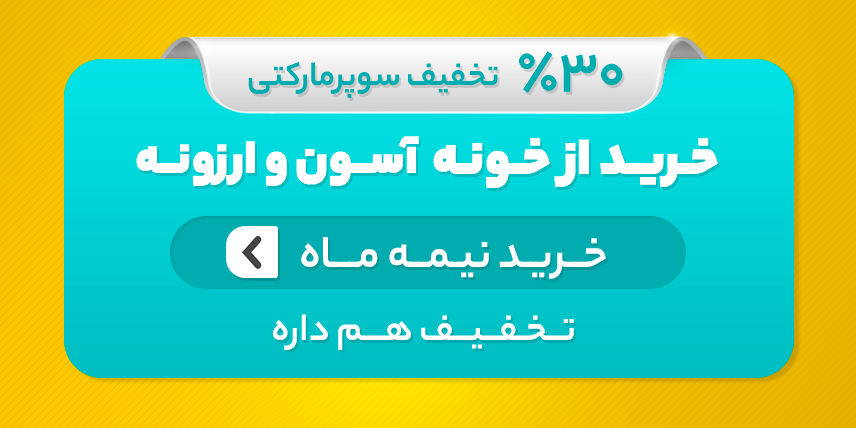 %۳۰ تخفیف سوپرمارکتی
خرید از خونه آسون و ارزونه
خرید نیمه ماه
تخفیف هم داره